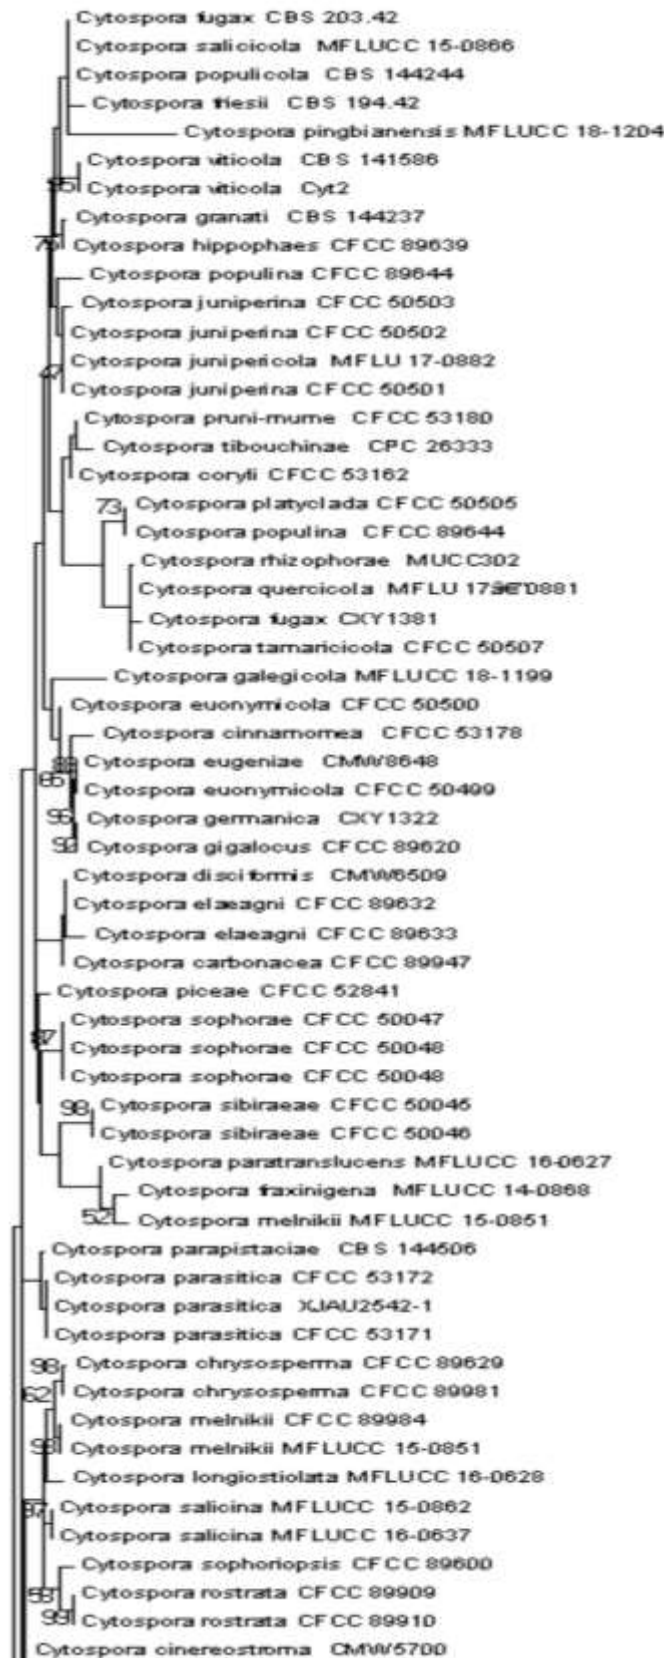 Cytospora fugax CBS 203.42
Cytospora salicicola MFLUCC 15-0866
Cytospora populicola CBS 144244
Cytospora friesii CBS 194.42
Cytospora pingbianensis MFLUCC 18-1204
Cytospora viticola CBS 141586
95
Cytospora viticola Cyt2
Cytospora granati CBS 144237
75
Cytospora hippophaes CFCC 89639
Cytospora populina CFCC 89644
Cytospora juniperina CFCC 50503
Cytospora juniperina CFCC 50502
Cytospora junipericola MFLU 17-0882
Cytospora juniperina CFCC 50501
Cytospora pruni-mume CFCC 53180
Cytospora tibouchinae CPC 26333
Cytospora coryli CFCC 53162
73
Cytospora platyclada CFCC 50505
Cytospora populina CFCC 89644
Cytospora rhizophorae MUCC302
Cytospora quercicola MFLU
Cytospora fugax CXY1381
Cytospora tamaricicola CFCC 50507
Cytospora galegicola MFLUCC 18-1199
Cytospora euonymicola CFCC 50500
Cytospora cinnamomea CFCC 53178
Cytospora eugeniae CMW8648
85
Cytospora euonymicola CFCC 50499
96
Cytospora germanica CXY1322
90
Cytospora gigalocus CFCC 89620
Cytospora disciformis CMW6509
Cytospora elaeagni CFCC 89632
Cytospora elaeagni CFCC 89633
Cytospora carbonacea CFCC 89947
Cytospora piceae CFCC 52841
Cytospora sophorae CFCC 50047
Cytospora sophorae CFCC 50048
Cytospora sophorae CFCC 50048
98
Cytospora sibiraeae CFCC 50045
Cytospora sibiraeae CFCC 50046
Cytospora paratranslucens MFLUCC 16-0627
Cytospora fraxinigena MFLUCC 14-0868
52
Cytospora melnikii MFLUCC 15-0851
Cytospora parapistaciae CBS 144506
Cytospora parasitica CFCC 53172
Cytospora parasitica XJAU2542-1
Cytospora parasitica CFCC 53171
98
Cytospora chrysosperma CFCC 89629
62
Cytospora chrysosperma CFCC 89981
Cytospora melnikii CFCC 89984
98
Cytospora melnikii MFLUCC 15-0851
Cytospora longiostiolata MFLUCC 16-0628
97
Cytospora salicina MFLUCC 15-0862
Cytospora salicina MFLUCC 16-0637
Cytospora sophoriopsis CFCC 89600
58
Cytospora rostrata CFCC 89909
99
Cytospora rostrata CFCC 89910
Cytospora cinereostroma CMW5700